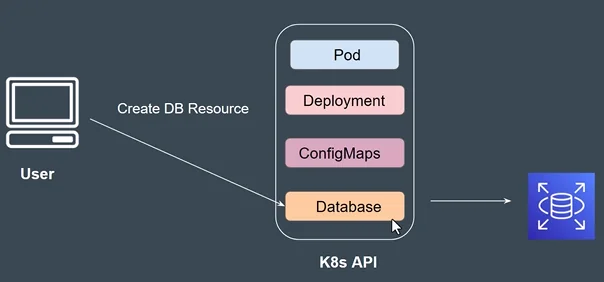 Pod
Deployment
Create DB Resource
ConfigMaps
User
Database
K8s API